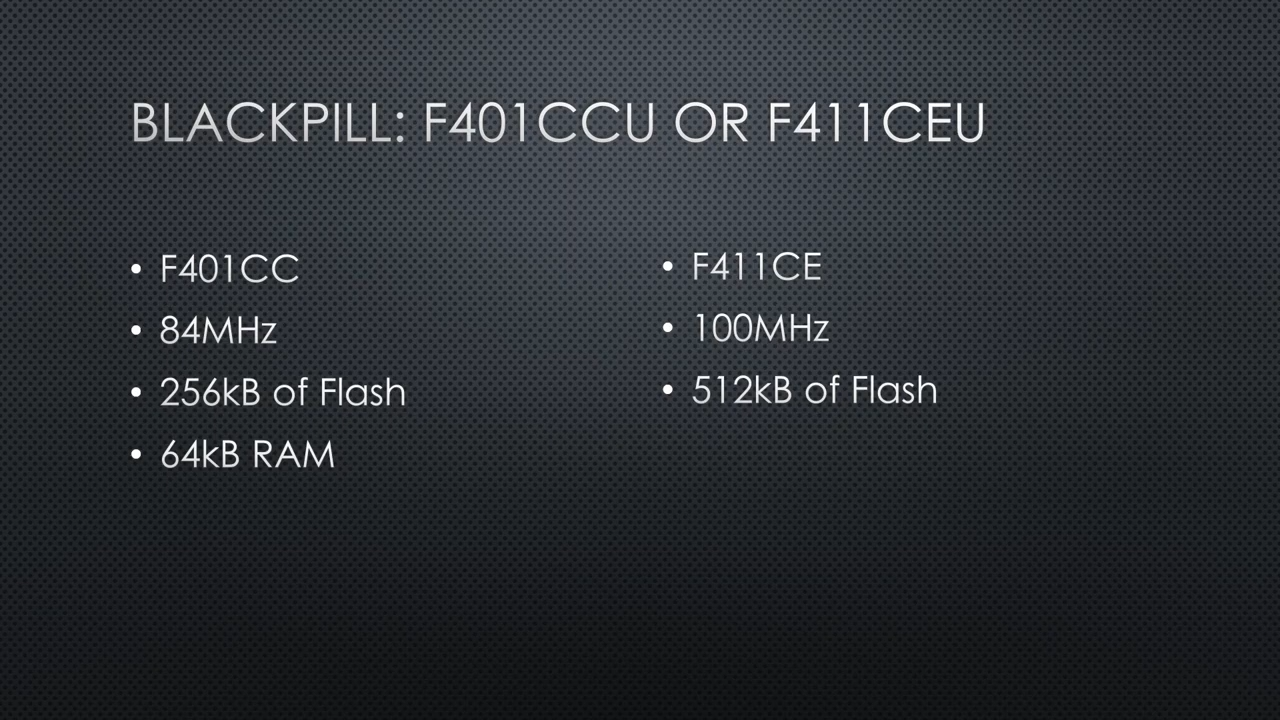 BLACKPILL: F401CCU OR F411CEU
• F401CC
• 84MHz
• 256kB of Flash
• 64kB RAM
• F411CE
• 100MHz
• 512kB of Flash